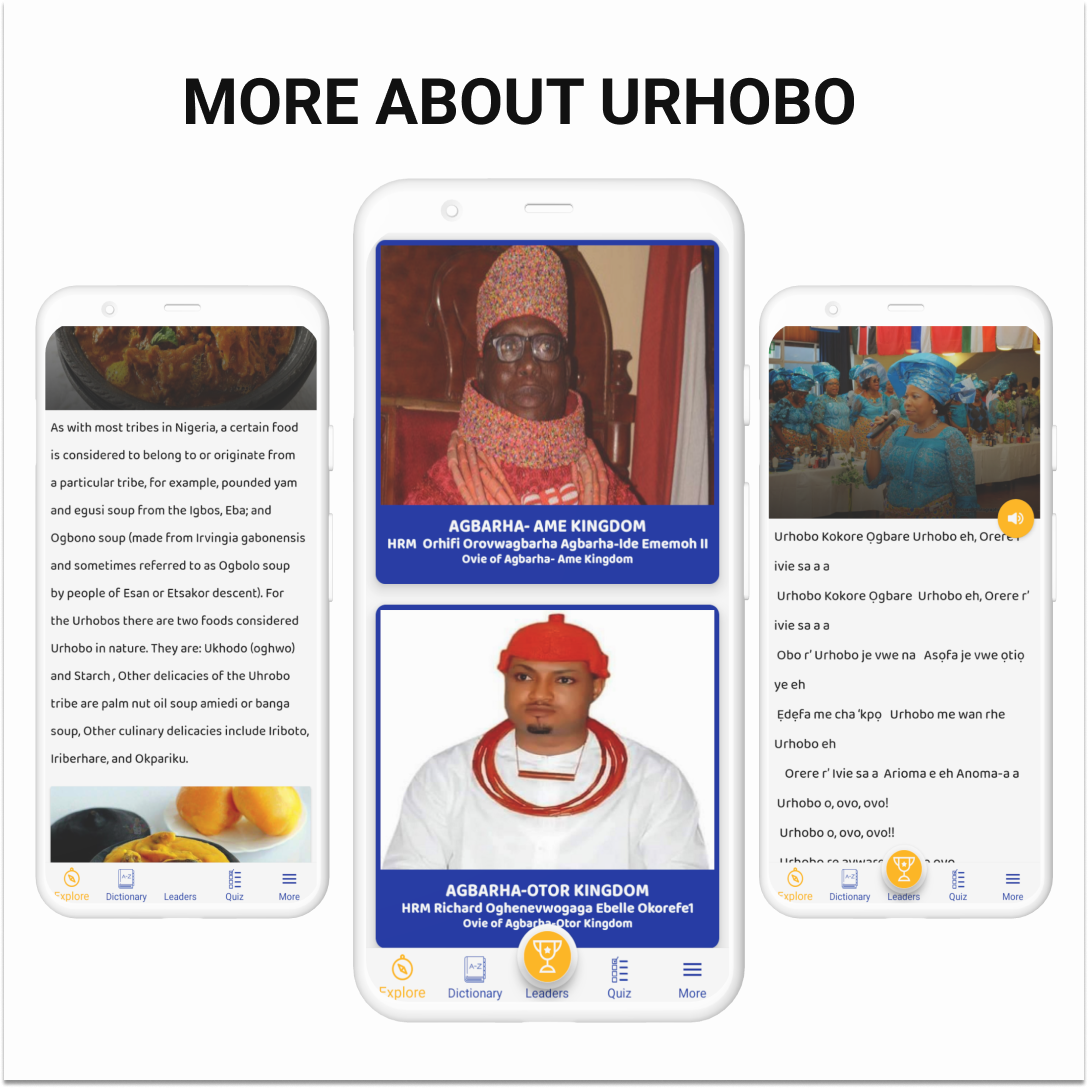 MORE ABOUT URHOBO
As with most tribes in Nigeria, a certain food
is considered to belong to or originate from
a particular tribe, for example, pounded yam
and egusi soup from the Igbos, Eba; and
Ogbono soup (made from Irvingia gabonensis
and sometimes referred to as Ogbolo soup
by people of Esan or Etsakor descent). For
the Urhobos there are two foods considered
Urhobo in nature. They are: Ukhodo (oghwo)
and Starch , Other delicacies of the Uhrobo
tribe are palm nut oil soup amiedi or banga
soup, Other culinary delicacies include Iriboto,
Iriberhare, and Okpariku.
Explore
A-Z
Dictionary
Leaders
Quiz
More
AGBARHA- AME KINGDOM
HRM Orhifi Orovwagbarha Agbarha-Ide Ememoh II
Ovie of Agbarha- Ame Kingdom
AGBARHA-OTOR KINGDOM
HRM Richard Oghenevwogaga Ebelle Okorefe1
Ovie of Agbarha-Otor Kingdom
Explore
A-Z
Dictionary
Leaders
Quiz
More
Urhobo Kokore Ọgbare Urhobo eh, Orere r'
ivie sa a a
Urhobo Kokore Ọgbare Urhobo eh, Orere r'
ivie sa a a
Obo r' Urhobo je vwe na Asọfa je vwe ọtiọ
ye eh
Ẹdẹfa me cha 'kpọ Urhobo me wan rhe
Urhobo eh
Orere r' Ivie sa a Arioma e eh Anoma-a a
Urhobo o, ovo, ovo!
Urhobo o, ovo, ovo!!
Explore
A-Z
Dictionary
Leaders
Quiz
More